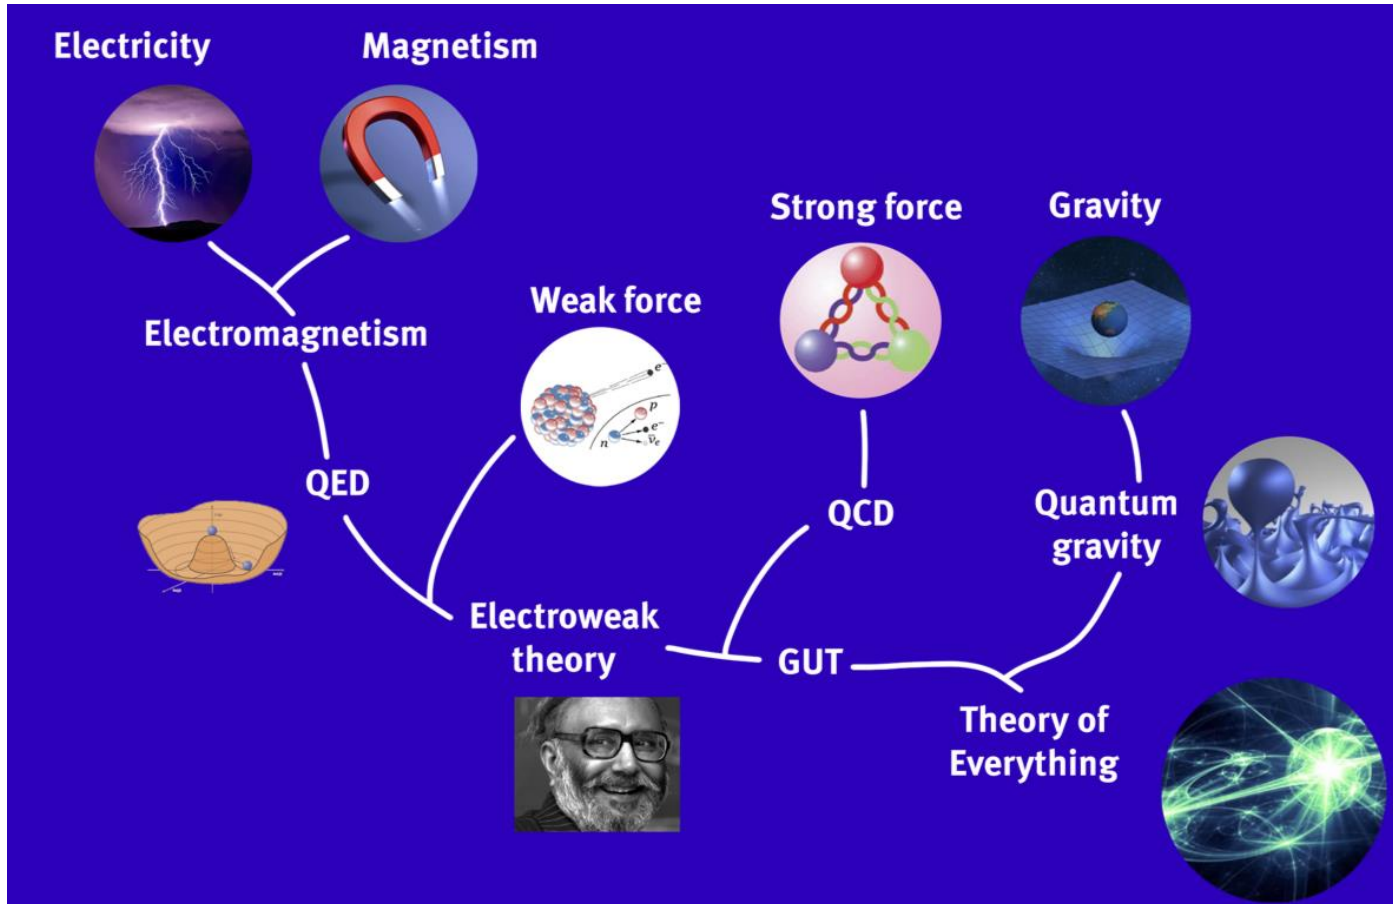 Electricity
Magnetism
Strong force
Gravity
Weak force
Electromagnetism
e⁻
p
e⁻
n
ν̅ₑ
QED
QCD
Quantum
gravity
Electroweak
theory
GUT
Theory of
Everything